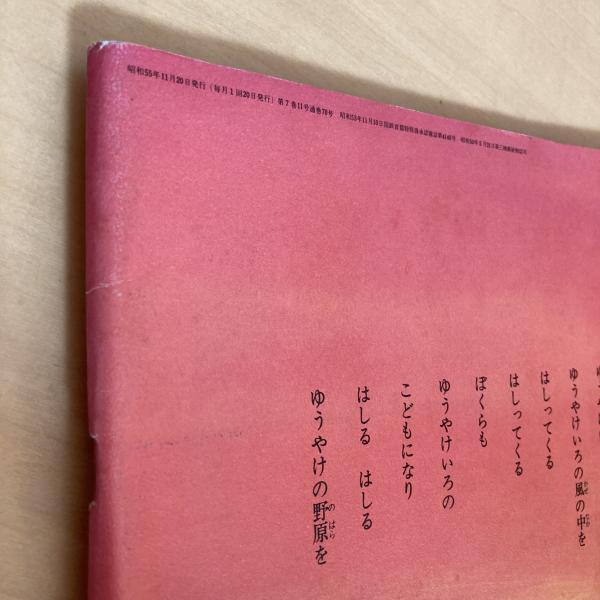 昭和55年11月20日発行(毎月1回20日発行)第7巻11号通巻78号
ゆうやけいろの風の中を
はしってくる
はしってくる
ぼくらも
ゆうやけいろの
こどもになり
はしる はしる
ゆうやけの野原を